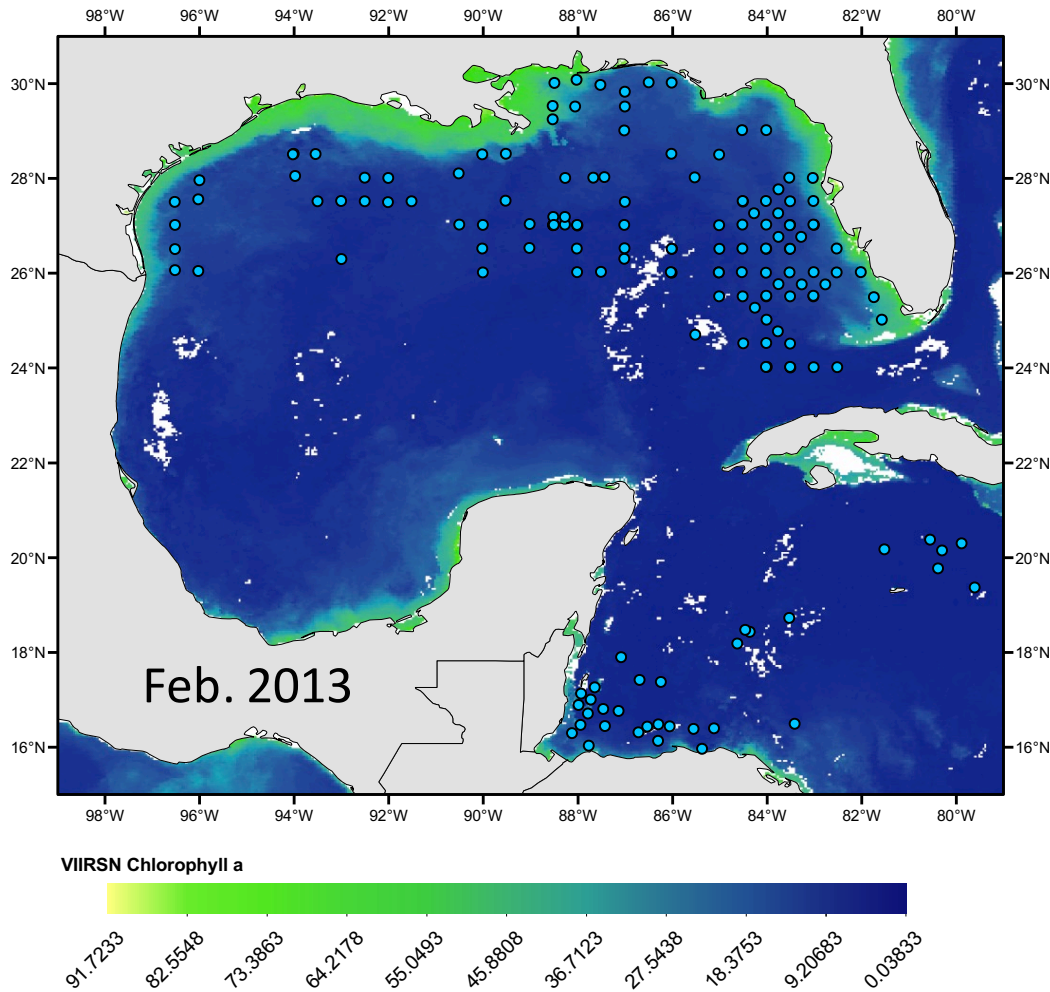 98°W 96°W 94°W 92°W 90°W 88°W 86°W 84°W 82°W 80°W
30°N 30°N
28°N 28°N
26°N 26°N
24°N 24°N
22°N 22°N
20°N 20°N
18°N 18°N
Feb. 2013
16°N 16°N
98°W 96°W 94°W 92°W 90°W 88°W 86°W 84°W 82°W 80°W
VIIRSN Chlorophyll a
91.7233 82.5548 73.3863 64.2178 55.0493 45.8808 36.7123 27.5438 18.3753 9.20683 0.03833